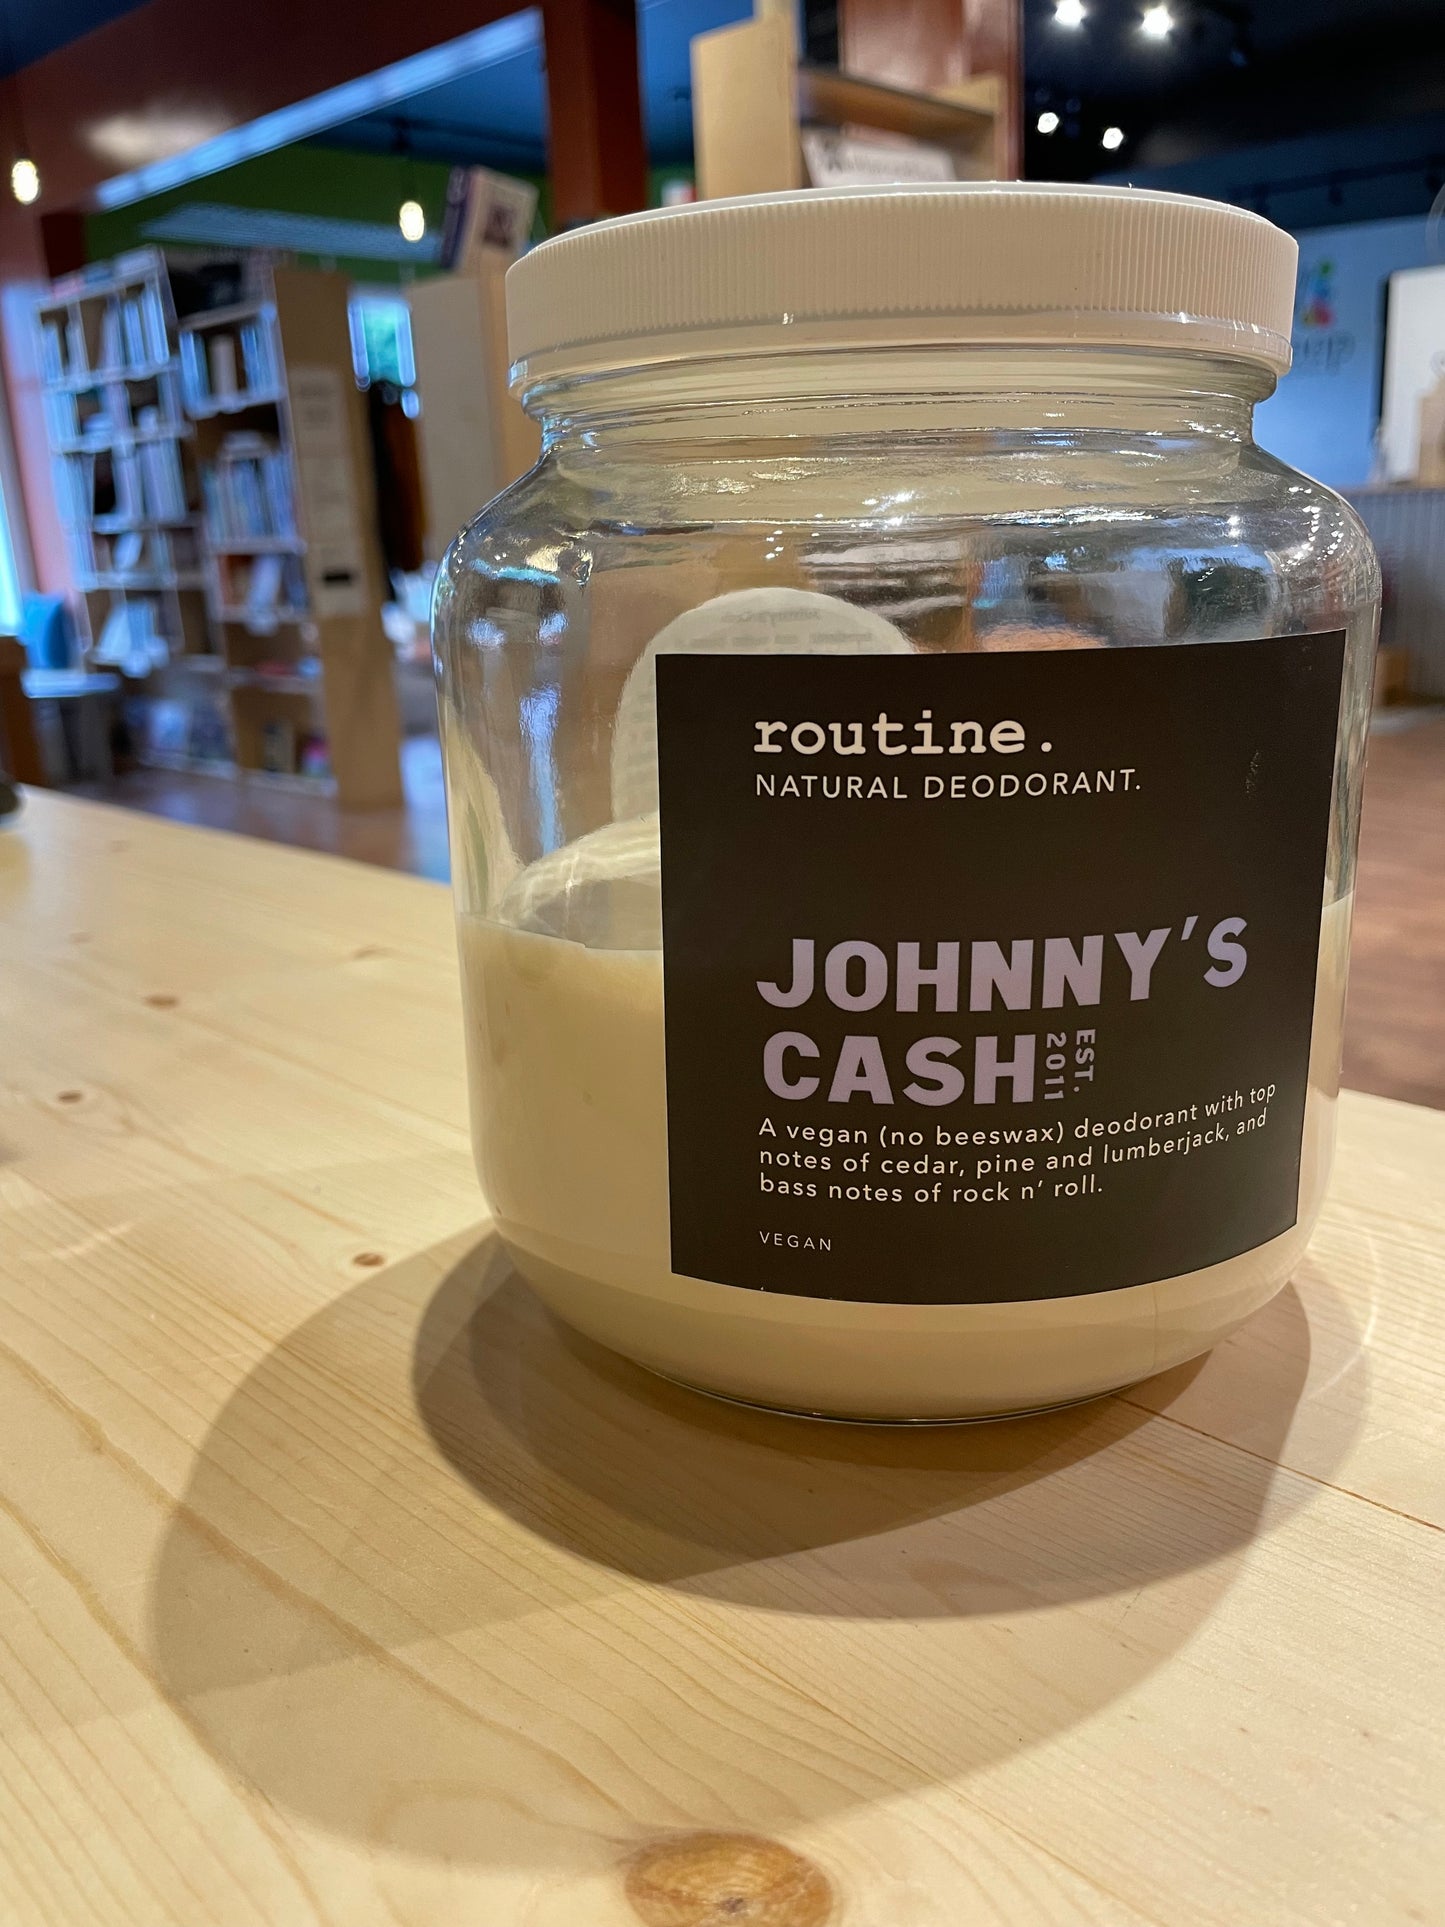 routine.
NATURAL DEODORANT.
JOHNNY'S
CASH
EST.
2011
A vegan (no beeswax) deodorant with top
notes of cedar, pine and lumberjack, and
bass notes of rock n' roll.
VEGAN